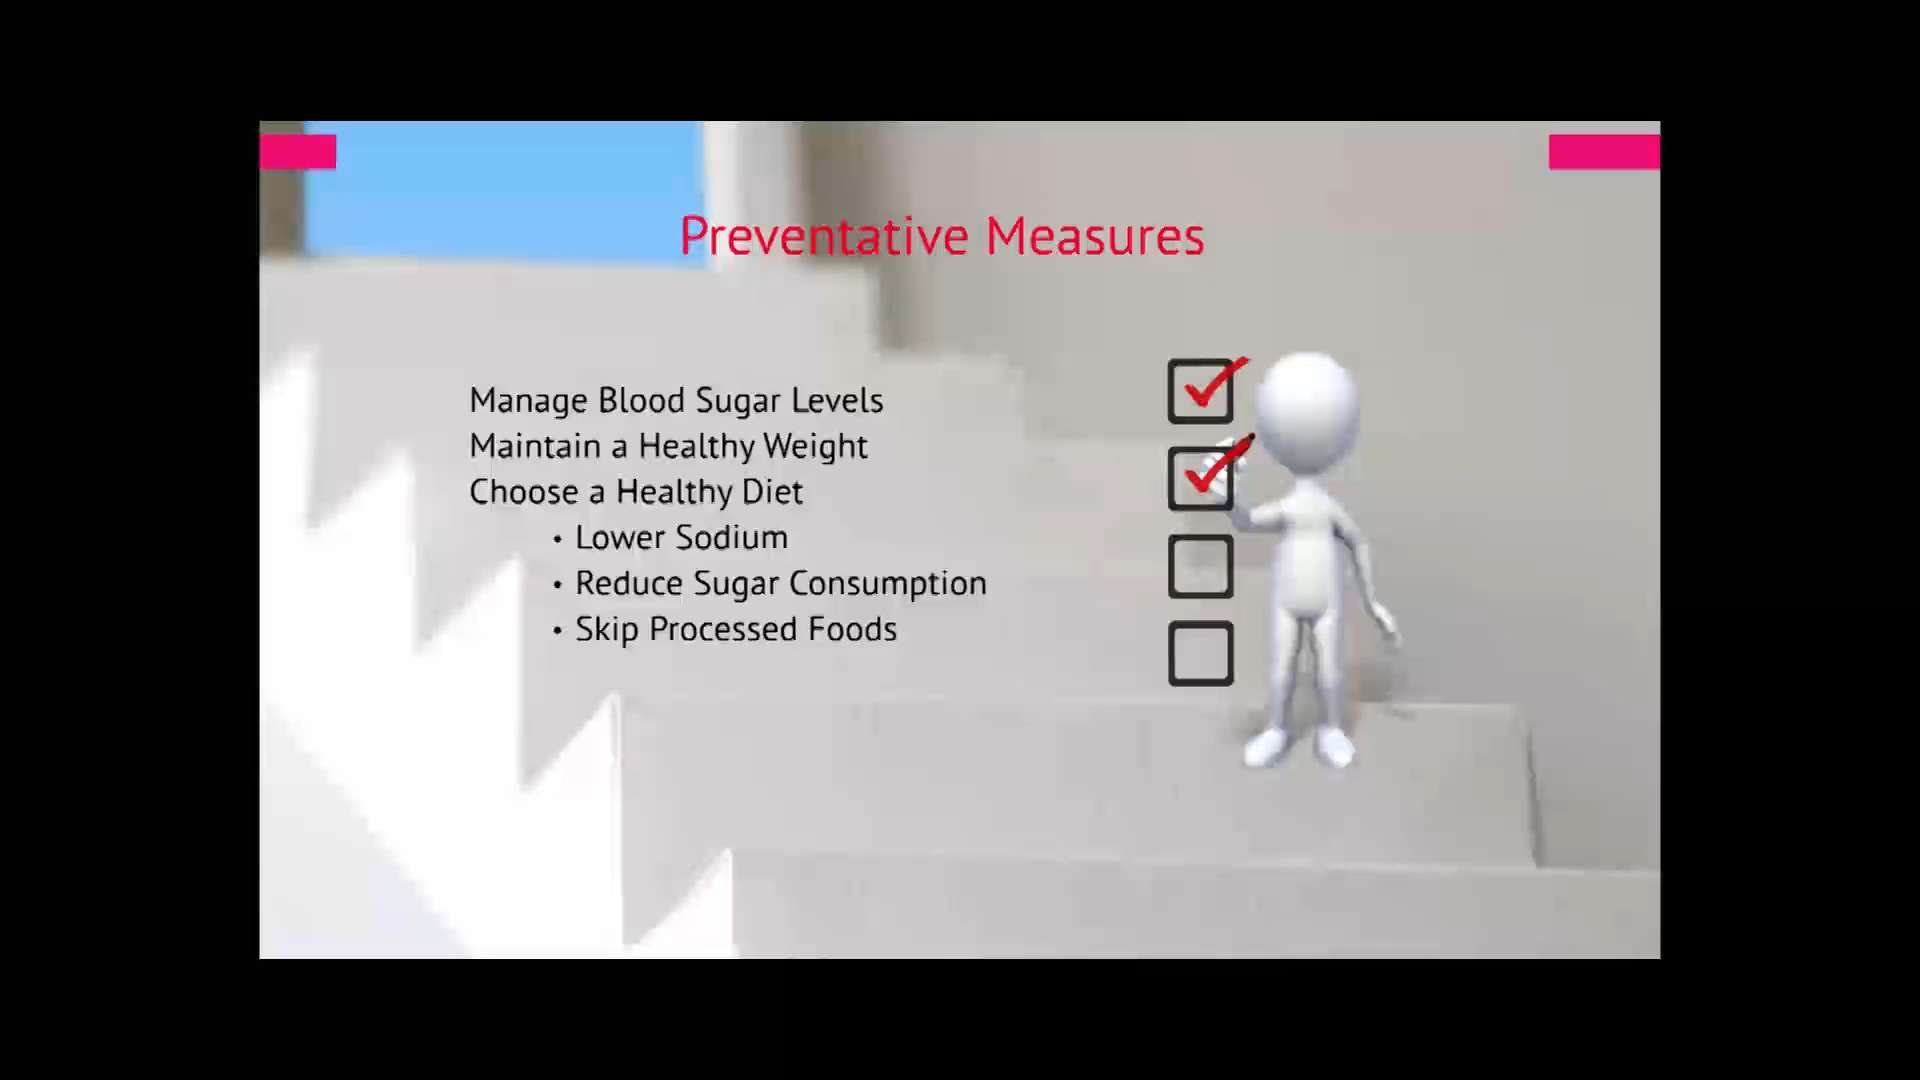 Preventative Measures
Manage Blood Sugar Levels
Maintain a Healthy Weight
Choose a Healthy Diet
• Lower Sodium
• Reduce Sugar Consumption
• Skip Processed Foods